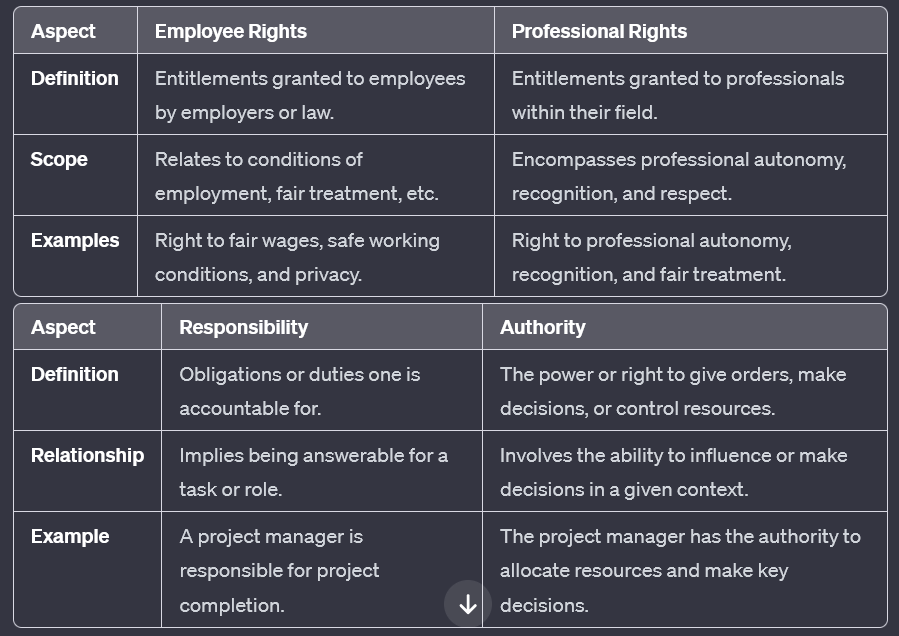 Aspect Employee Rights Professional Rights
Definition Entitlements granted to employees Entitlements granted to professionals
by employers or law. within their field.
Scope Relates to conditions of Encompasses professional autonomy,
employment, fair treatment, etc. recognition, and respect.
Examples Right to fair wages, safe working Right to professional autonomy,
conditions, and privacy. recognition, and fair treatment.
Aspect Responsibility Authority
Definition Obligations or duties one is The power or right to give orders, make
accountable for. decisions, or control resources.
Relationship Implies being answerable for a Involves the ability to influence or make
task or role. decisions in a given context.
Example A project manager is The project manager has the authority to
responsible for project allocate resources and make key
completion. decisions.